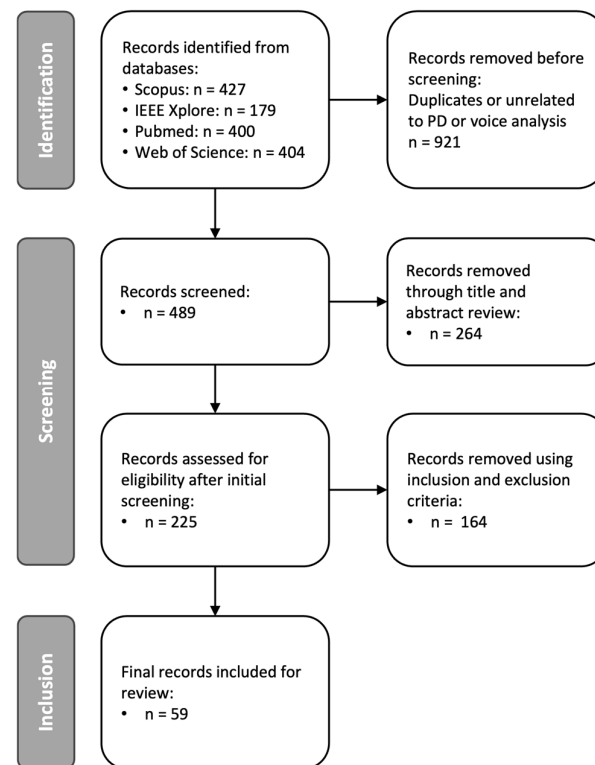 Identification
Records identified from
databases:
• Scopus: n = 427
• IEEE Xplore: n = 179
• Pubmed: n = 400
• Web of Science: n = 404
Records removed before
screening:
Duplicates or unrelated
to PD or voice analysis
n = 921
Screening
Records screened:
• n = 489
Records removed
through title and
abstract review:
• n = 264
Records assessed for
eligibility after initial
screening:
• n = 225
Records removed using
inclusion and exclusion
criteria:
• n = 164
Inclusion
Final records included for
review:
• n = 59